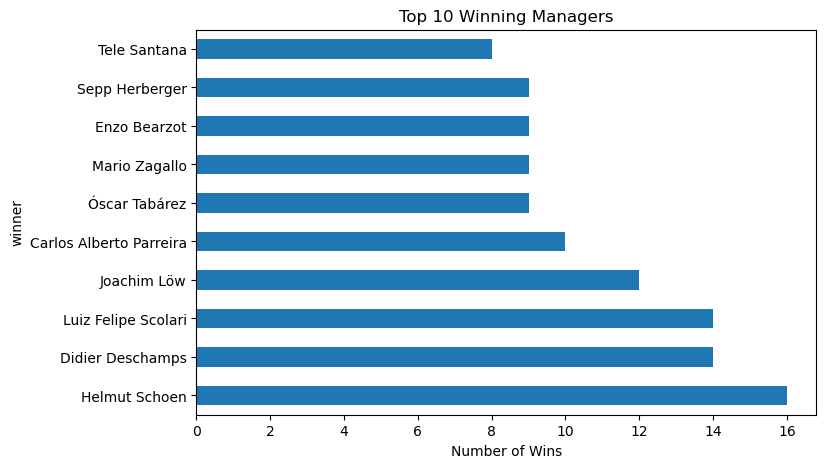 Top 10 Winning Managers
winner
Tele Santana
Sepp Herberger
Enzo Bearzot
Mario Zagallo
Óscar Tabárez
Carlos Alberto Parreira
Joachim Löw
Luiz Felipe Scolari
Didier Deschamps
Helmut Schoen
0 2 4 6 8 10 12 14 16
Number of Wins